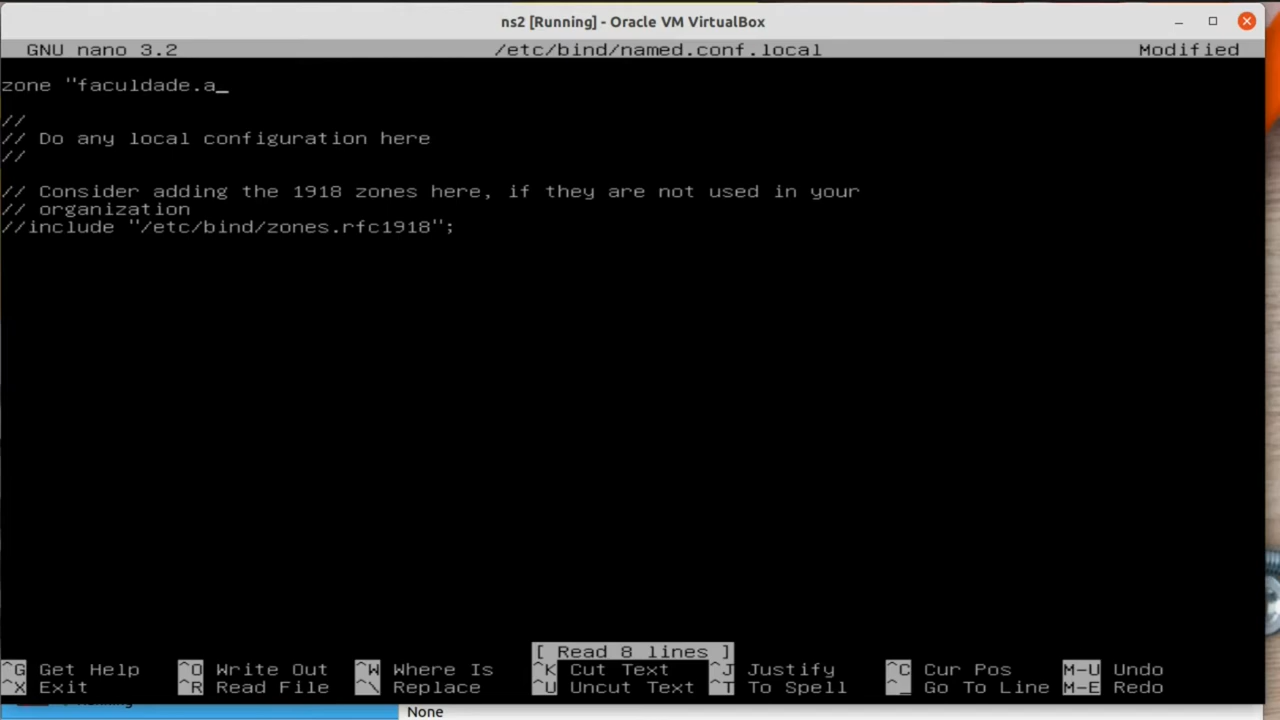 ns2 [Running] - Oracle VM VirtualBox
GNU nano 3.2 /etc/bind/named.conf.local Modified
zone "faculdade.a_
//
// Do any local configuration here
//
// Consider adding the 1918 zones here, if they are not used in your
// organization
//include "/etc/bind/zones.rfc1918";
[ Read 8 lines ]
^G Get Help ^O Write Out ^W Where Is ^K Cut Text ^J Justify ^C Cur Pos M-U Undo
^X Exit ^R Read File ^\ Replace ^U Uncut Text ^T To Spell ^_ Go To Line M-E Redo
None